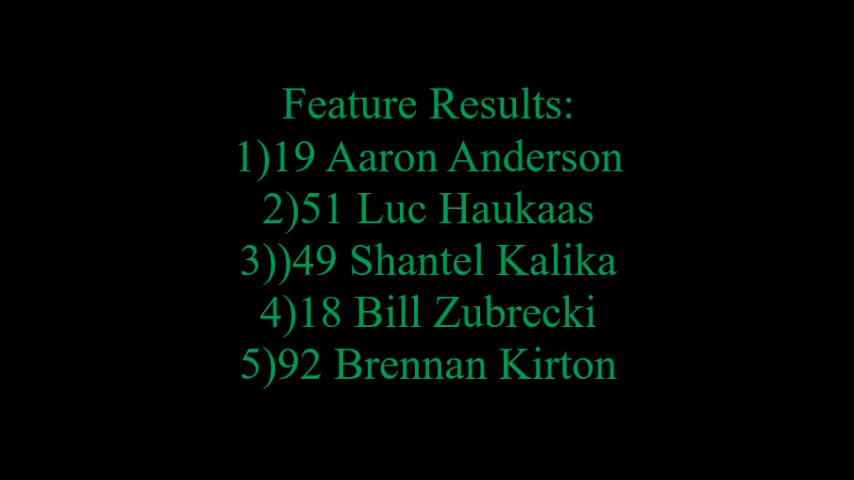 Feature Results:
1)19 Aaron Anderson
2)51 Luc Haukaas
3))49 Shantel Kalika
4)18 Bill Zubrecki
5)92 Brennan Kirton